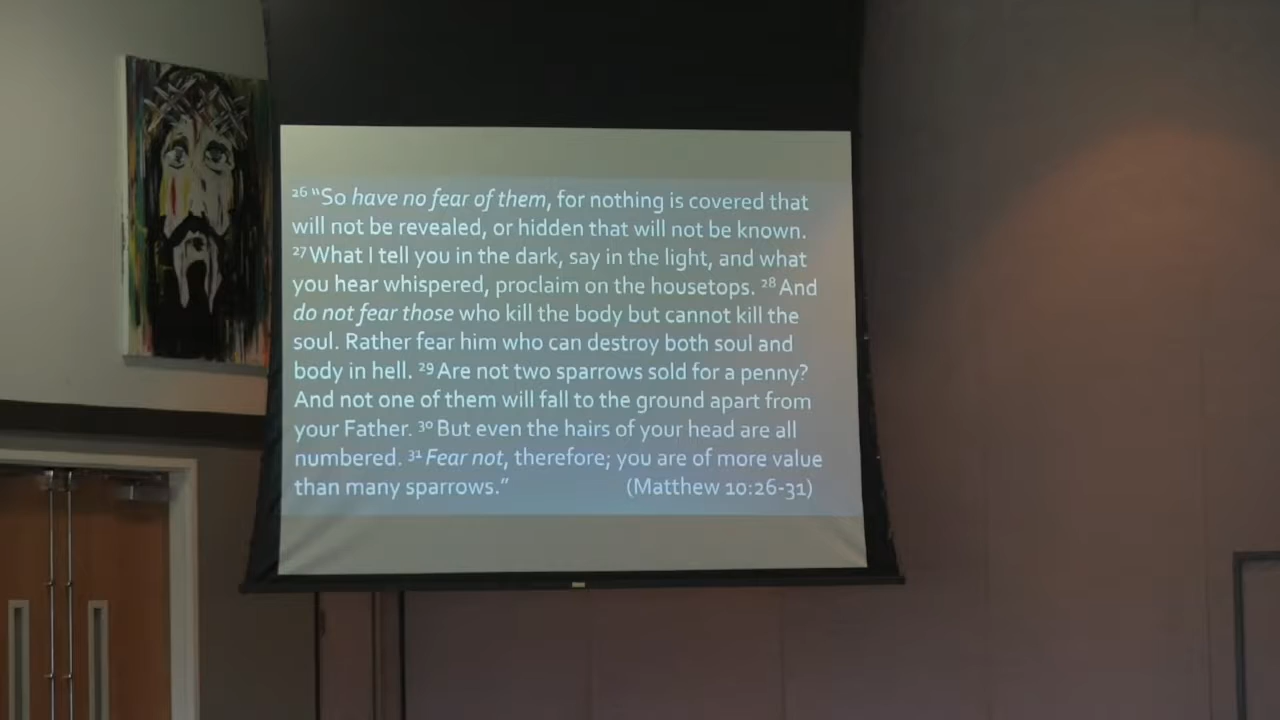 ²⁶ “So have no fear of them, for nothing is covered that
will not be revealed, or hidden that will not be known.
²⁷ What I tell you in the dark, say in the light, and what
you hear whispered, proclaim on the housetops. ²⁸ And
do not fear those who kill the body but cannot kill the
soul. Rather fear him who can destroy both soul and
body in hell. ²⁹ Are not two sparrows sold for a penny?
And not one of them will fall to the ground apart from
your Father. ³⁰ But even the hairs of your head are all
numbered. ³¹ Fear not, therefore; you are of more value
than many sparrows.” (Matthew 10:26-31)